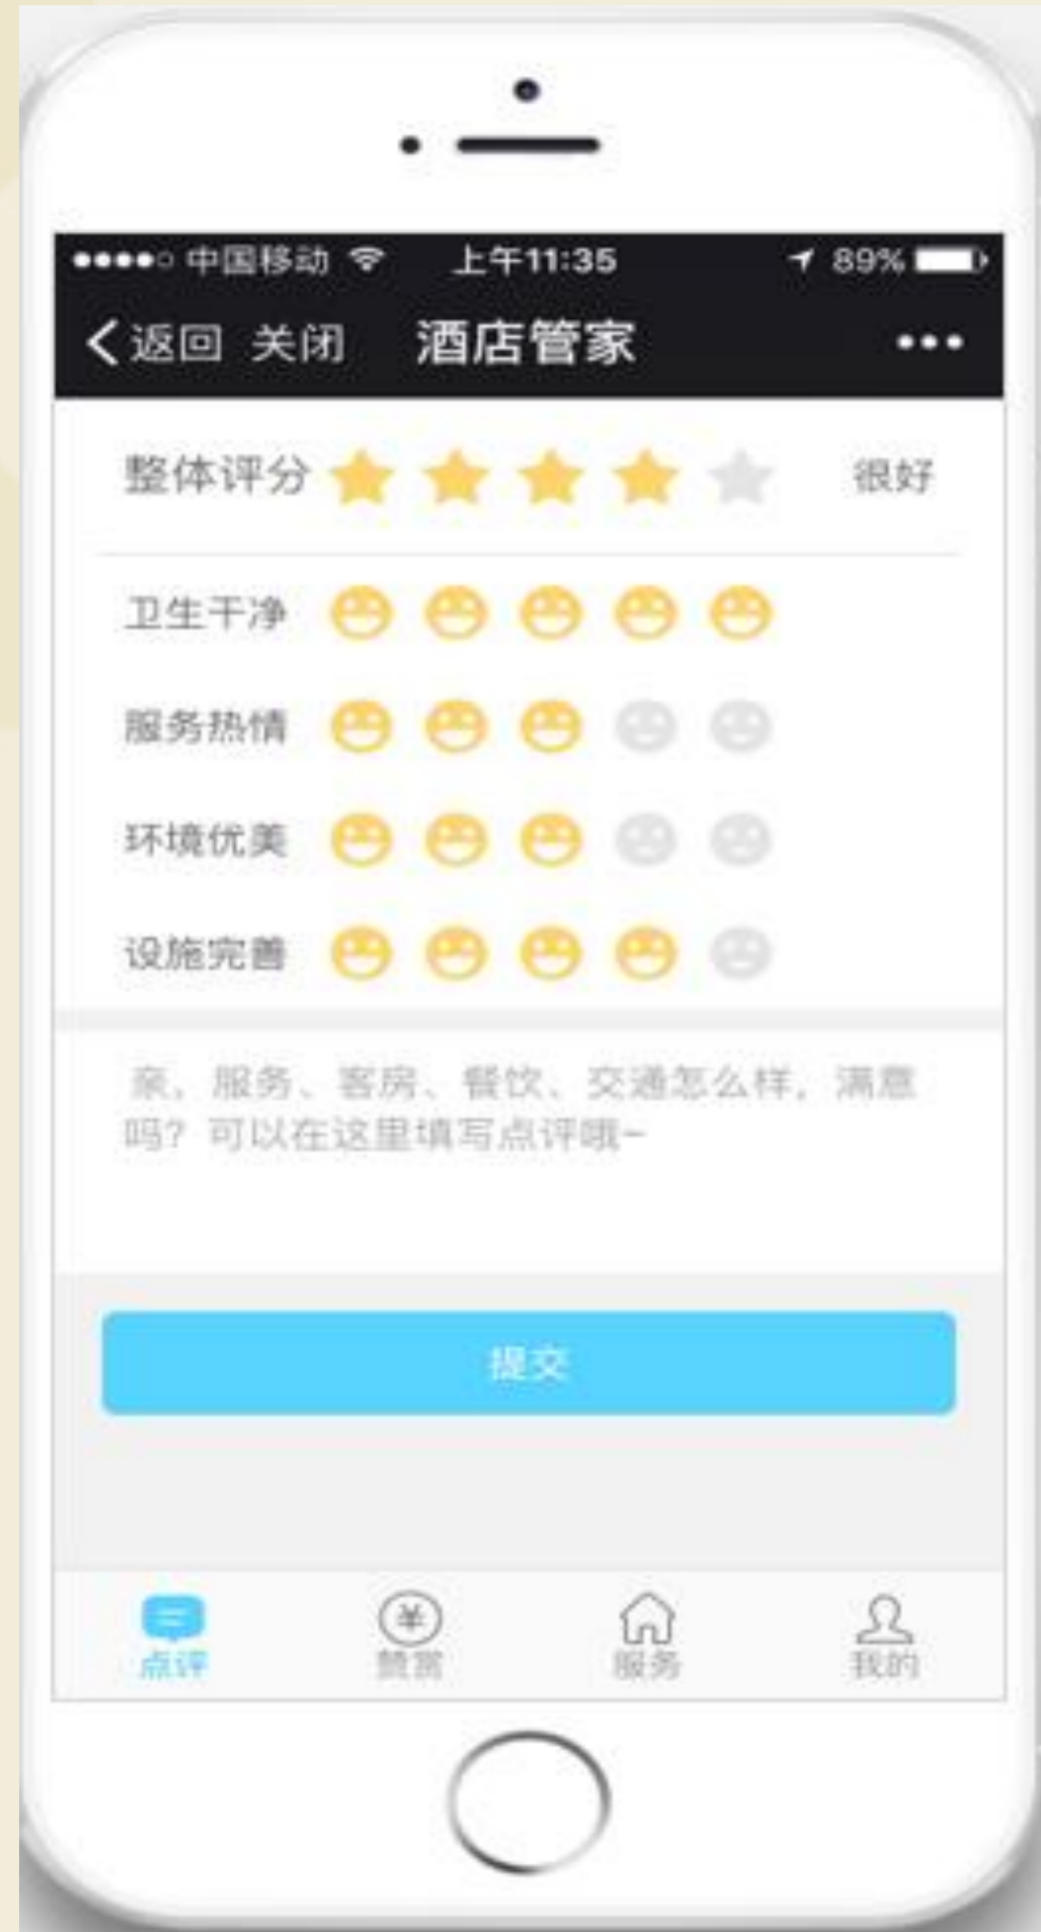 中国移动 上午11:35 89%
返回 关闭 酒店管家
整体评分 很好
卫生干净
服务热情
环境优美
设施完善
亲，服务、客房、餐饮、交通怎么样，满意
吗？可以在这里填写点评哦~
提交
点评 赞赏 服务 我的